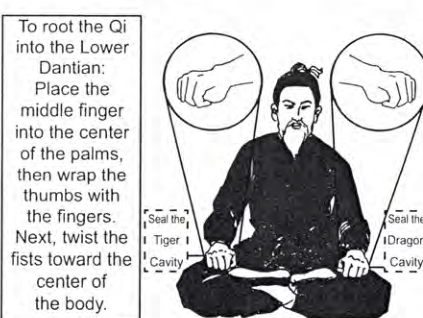 To root the Qi
into the Lower
Dantian:
Place the
middle finger
into the center
of the palms,
then wrap the
thumbs with
the fingers.
Next, twist the
fists toward the
center of
the body.
Seal the
Tiger
Cavity
Seal the
Dragon
Cavity